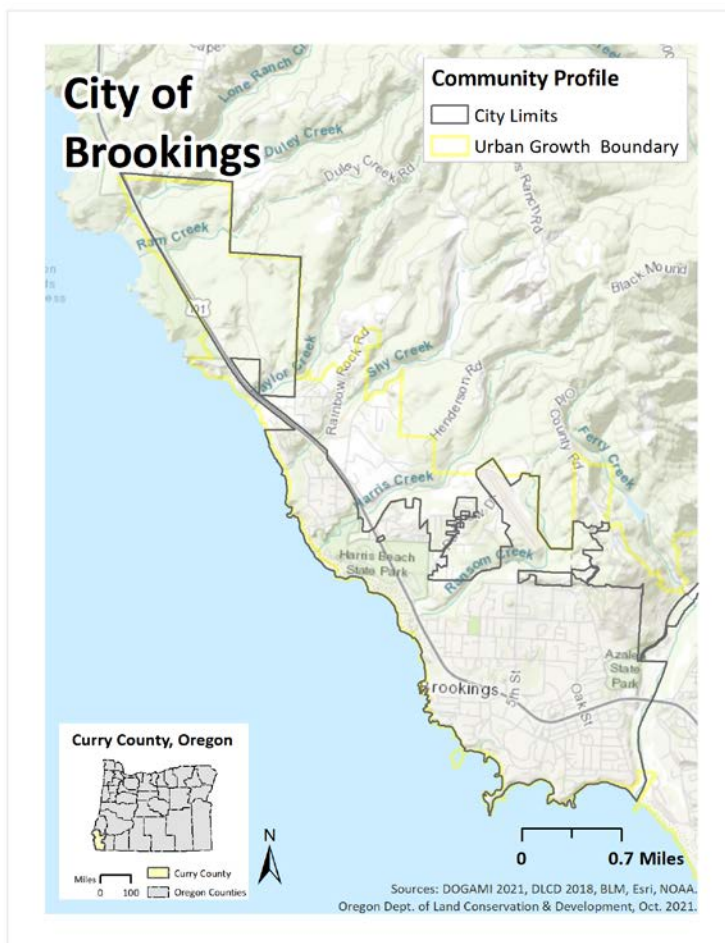 City of
Brookings
Community Profile
City Limits
Urban Growth Boundary
Lone Ranch Cr
Duley Creek
Duley Creek Rd
s Ranch Rd
Ram Creek
Black Mound
101
Taylor Creek
Rainbow Rock Rd
Shy Creek
Henderson Rd
County Rd
Ferry Creek
Harris Creek
Harris Beach
State Park
Ransom Creek
Azalea
State
Park
Brookings
5th St
Oak St
Curry County, Oregon
Miles
0 100
Curry County
Oregon Counties
N
0 0.7 Miles
Sources: DOGAMI 2021, DLCD 2018, BLM, Esri, NOAA.
Oregon Dept. of Land Conservation & Development, Oct. 2021.